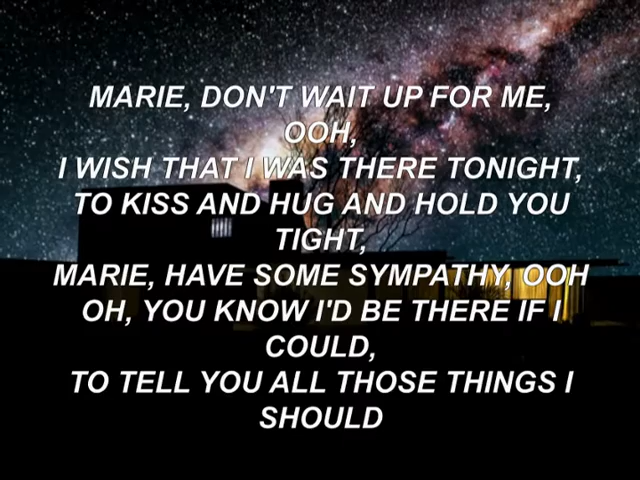 MARIE, DON'T WAIT UP FOR ME,
OOH,
I WISH THAT I WAS THERE TONIGHT,
TO KISS AND HUG AND HOLD YOU
TIGHT,
MARIE, HAVE SOME SYMPATHY, OOH
OH, YOU KNOW I'D BE THERE IF I
COULD,
TO TELL YOU ALL THOSE THINGS I
SHOULD